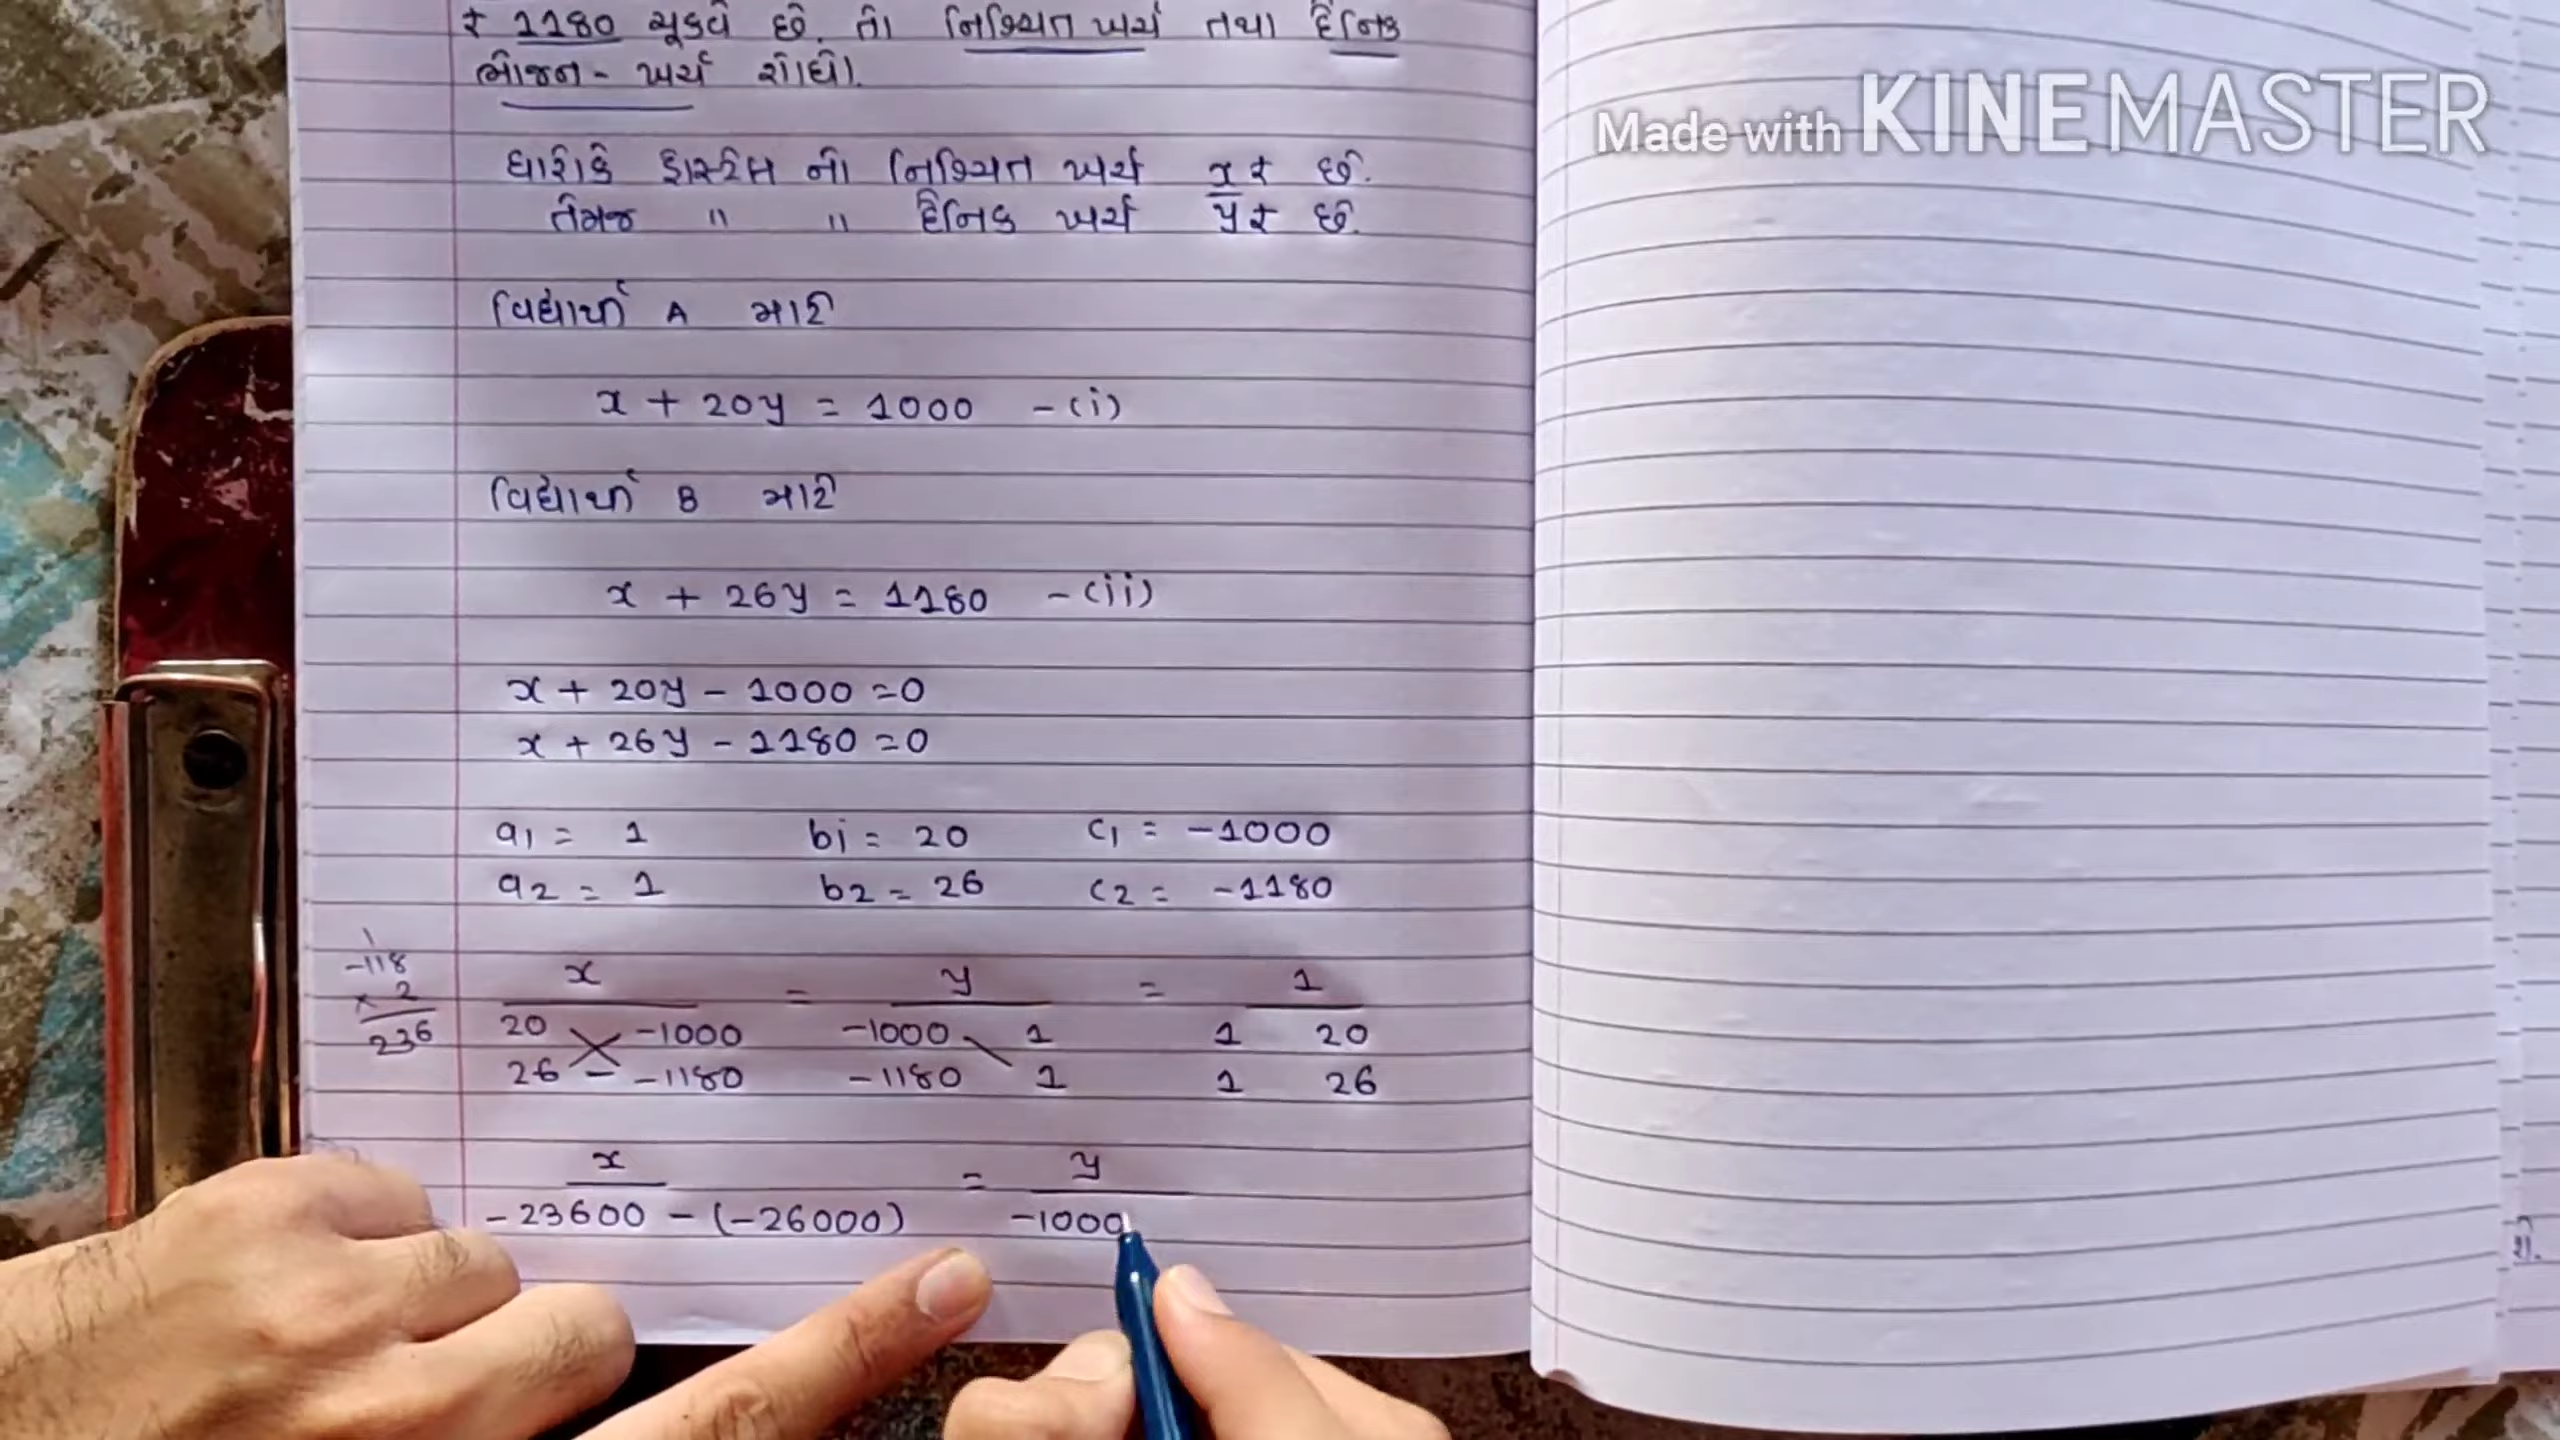 ₹ 1180 ચૂકવે છે. તો નિશ્ચિત ખર્ચ તથા દૈનિક
ભોજન - ખર્ચ શોધો.
Made with KINEMASTER
ધારોકે હોસ્ટેલ નો નિશ્ચિત ખર્ચ x ₹ છે.
તેમજ " " દૈનિક ખર્ચ y ₹ છે.
વિદ્યાર્થી A માટે
x + 20y = 1000 - (i)
વિદ્યાર્થી B માટે
x + 26y = 1180 - (ii)
x + 20y - 1000 = 0
x + 26y - 1180 = 0
a1 = 1 b1 = 20 c1 = -1000
a2 = 1 b2 = 26 c2 = -1180
1
-118
× 2
236
x = y = 1
20 -1000 -1000 1 1 20
26 -1180 -1180 1 1 26
x = y
-23600 - (-26000) -1000